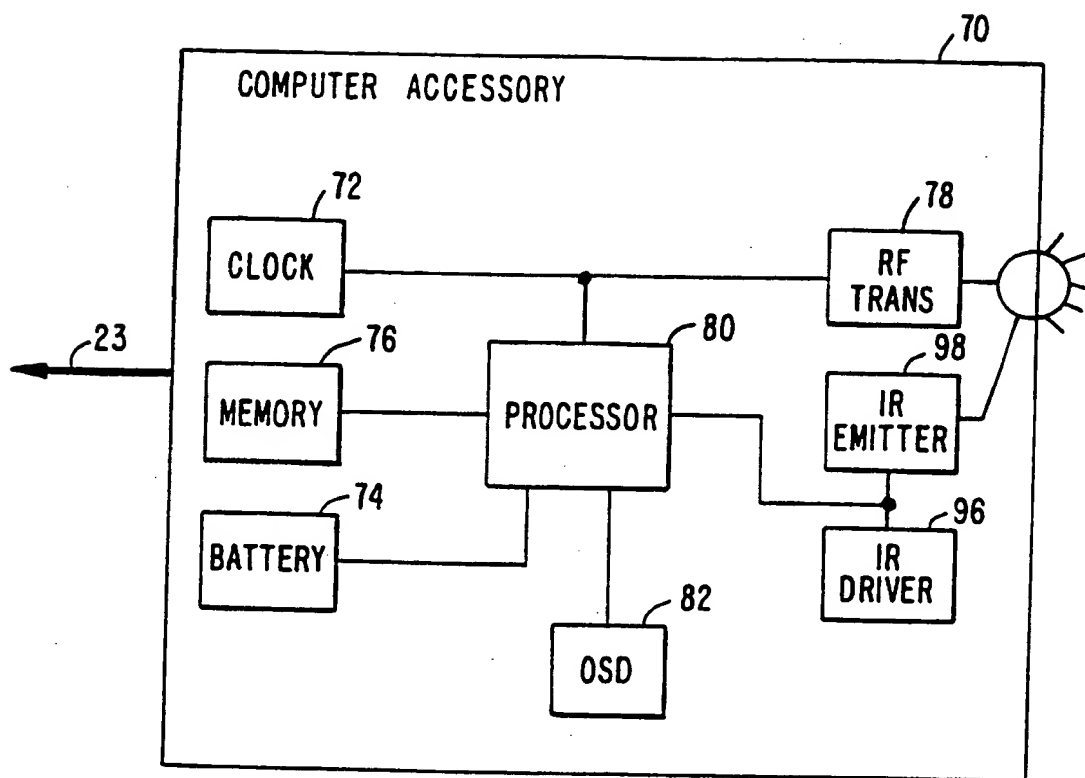 70
COMPUTER ACCESSORY
72
CLOCK
78
RF
TRANS
23
76
MEMORY
80
PROCESSOR
98
IR
EMITTER
74
BATTERY
96
IR
DRIVER
82
OSD